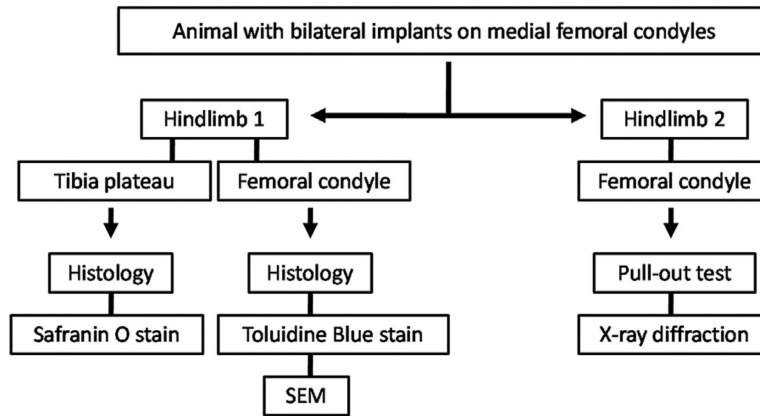 Animal with bilateral implants on medial femoral condyles
Hindlimb 1
Hindlimb 2
Tibia plateau
Femoral condyle
Femoral condyle
Histology
Histology
Pull-out test
Safranin O stain
Toluidine Blue stain
X-ray diffraction
SEM